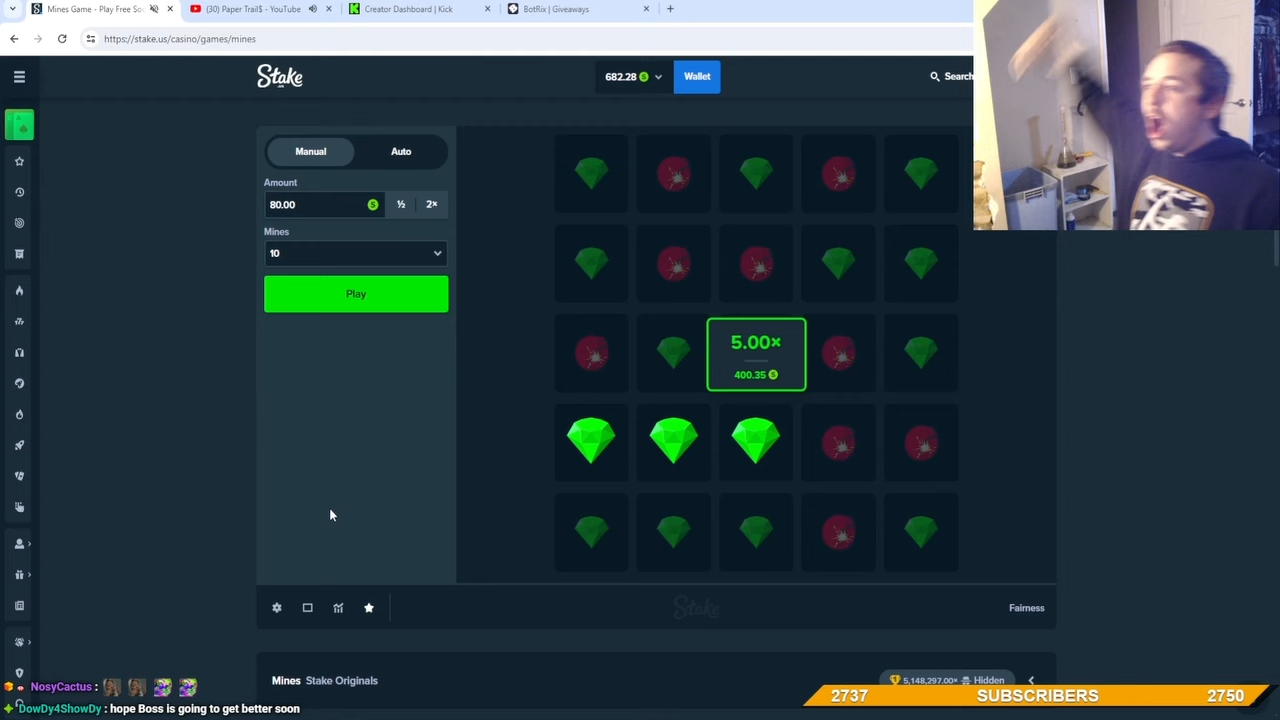 Mines Game - Play Free So
(30) Paper Trail$ - YouTube
Creator Dashboard | Kick
BotRix | Giveaways
https://stake.us/casino/games/mines
Stake
682.28
Wallet
Search
Manual
Auto
Amount
80.00
½
2×
Mines
10
Play
5.00×
400.35
Stake
Fairness
Mines Stake Originals
5,148,297.00× Hidden
NosyCactus :
DowDy4ShowDy : hope Boss is going to get better soon
2737 SUBSCRIBERS 2750